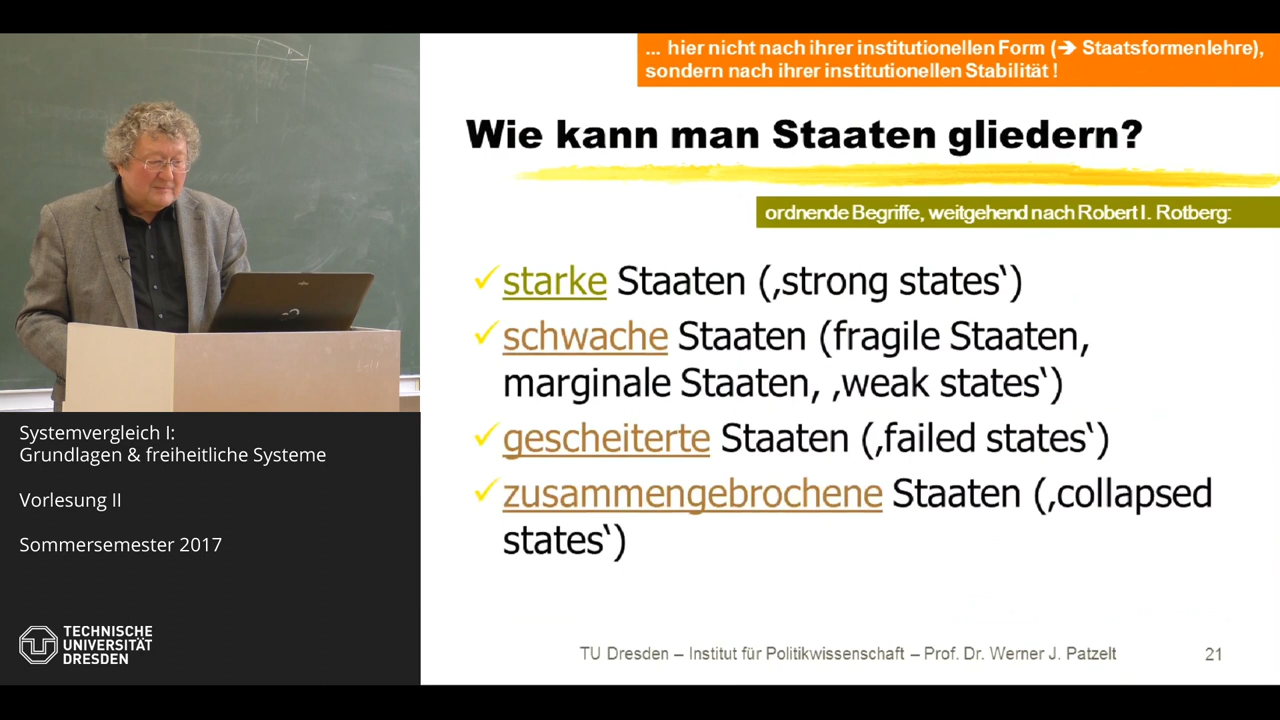 ... hier nicht nach ihrer institutionellen Form (➔ Staatsformenlehre),
sondern nach ihrer institutionellen Stabilität !
Wie kann man Staaten gliedern?
ordnende Begriffe, weitgehend nach Robert I. Rotberg:
✓starke Staaten (‚strong states‘)
✓schwache Staaten (fragile Staaten,
marginale Staaten, ‚weak states‘)
✓gescheiterte Staaten (‚failed states‘)
✓zusammengebrochene Staaten (‚collapsed
states‘)
TU Dresden – Institut für Politikwissenschaft – Prof. Dr. Werner J. Patzelt
21
Systemvergleich I:
Grundlagen & freiheitliche Systeme
Vorlesung II
Sommersemester 2017
TECHNISCHE
UNIVERSITÄT
DRESDEN